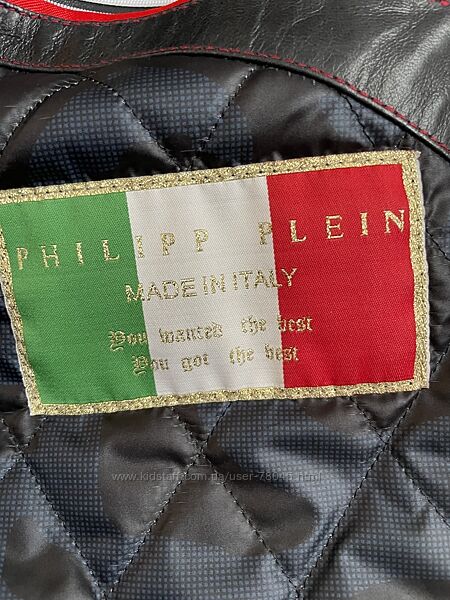 PHILIPP PLEIN
MADE IN ITALY
You wanted the best
You got the best